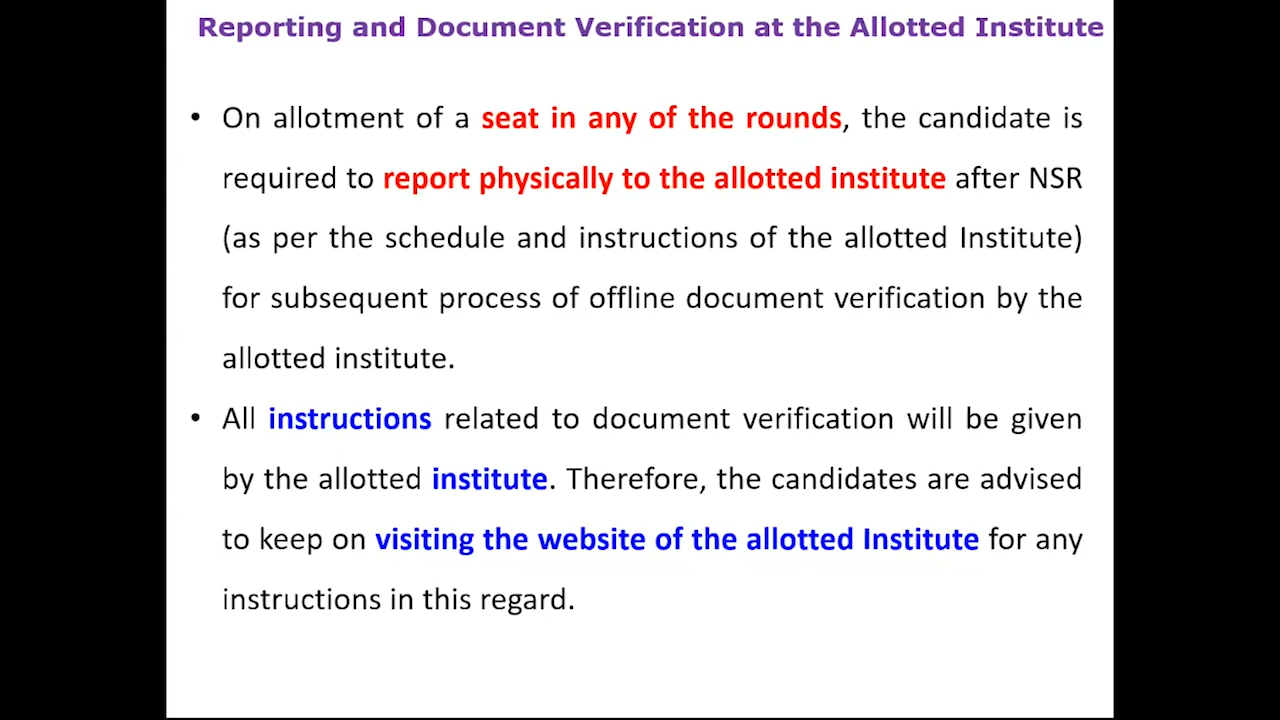 Reporting and Document Verification at the Allotted Institute
• On allotment of a seat in any of the rounds, the candidate is
required to report physically to the allotted institute after NSR
(as per the schedule and instructions of the allotted Institute)
for subsequent process of offline document verification by the
allotted institute.
• All instructions related to document verification will be given
by the allotted institute. Therefore, the candidates are advised
to keep on visiting the website of the allotted Institute for any
instructions in this regard.